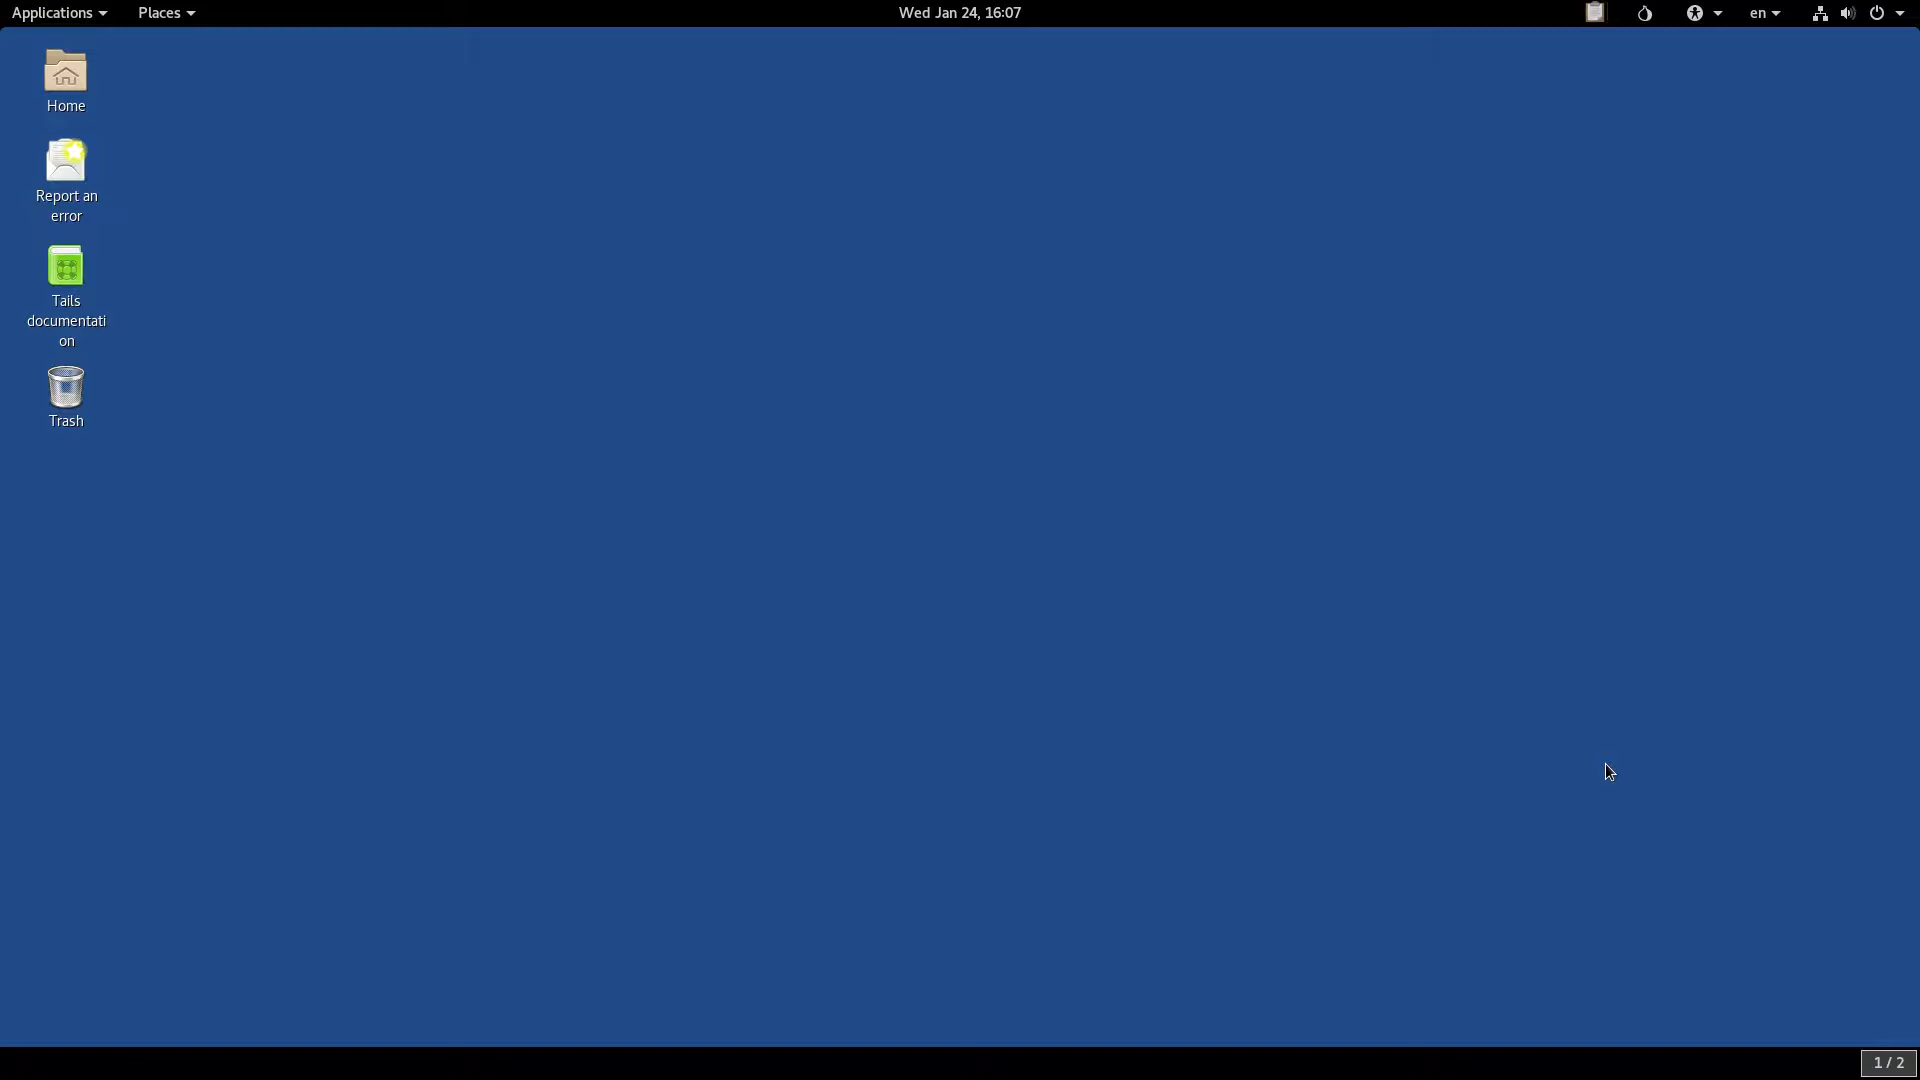 Applications Places Wed Jan 24, 16:07 en
Home
Report an
error
Tails
documentati
on
Trash
1 / 2